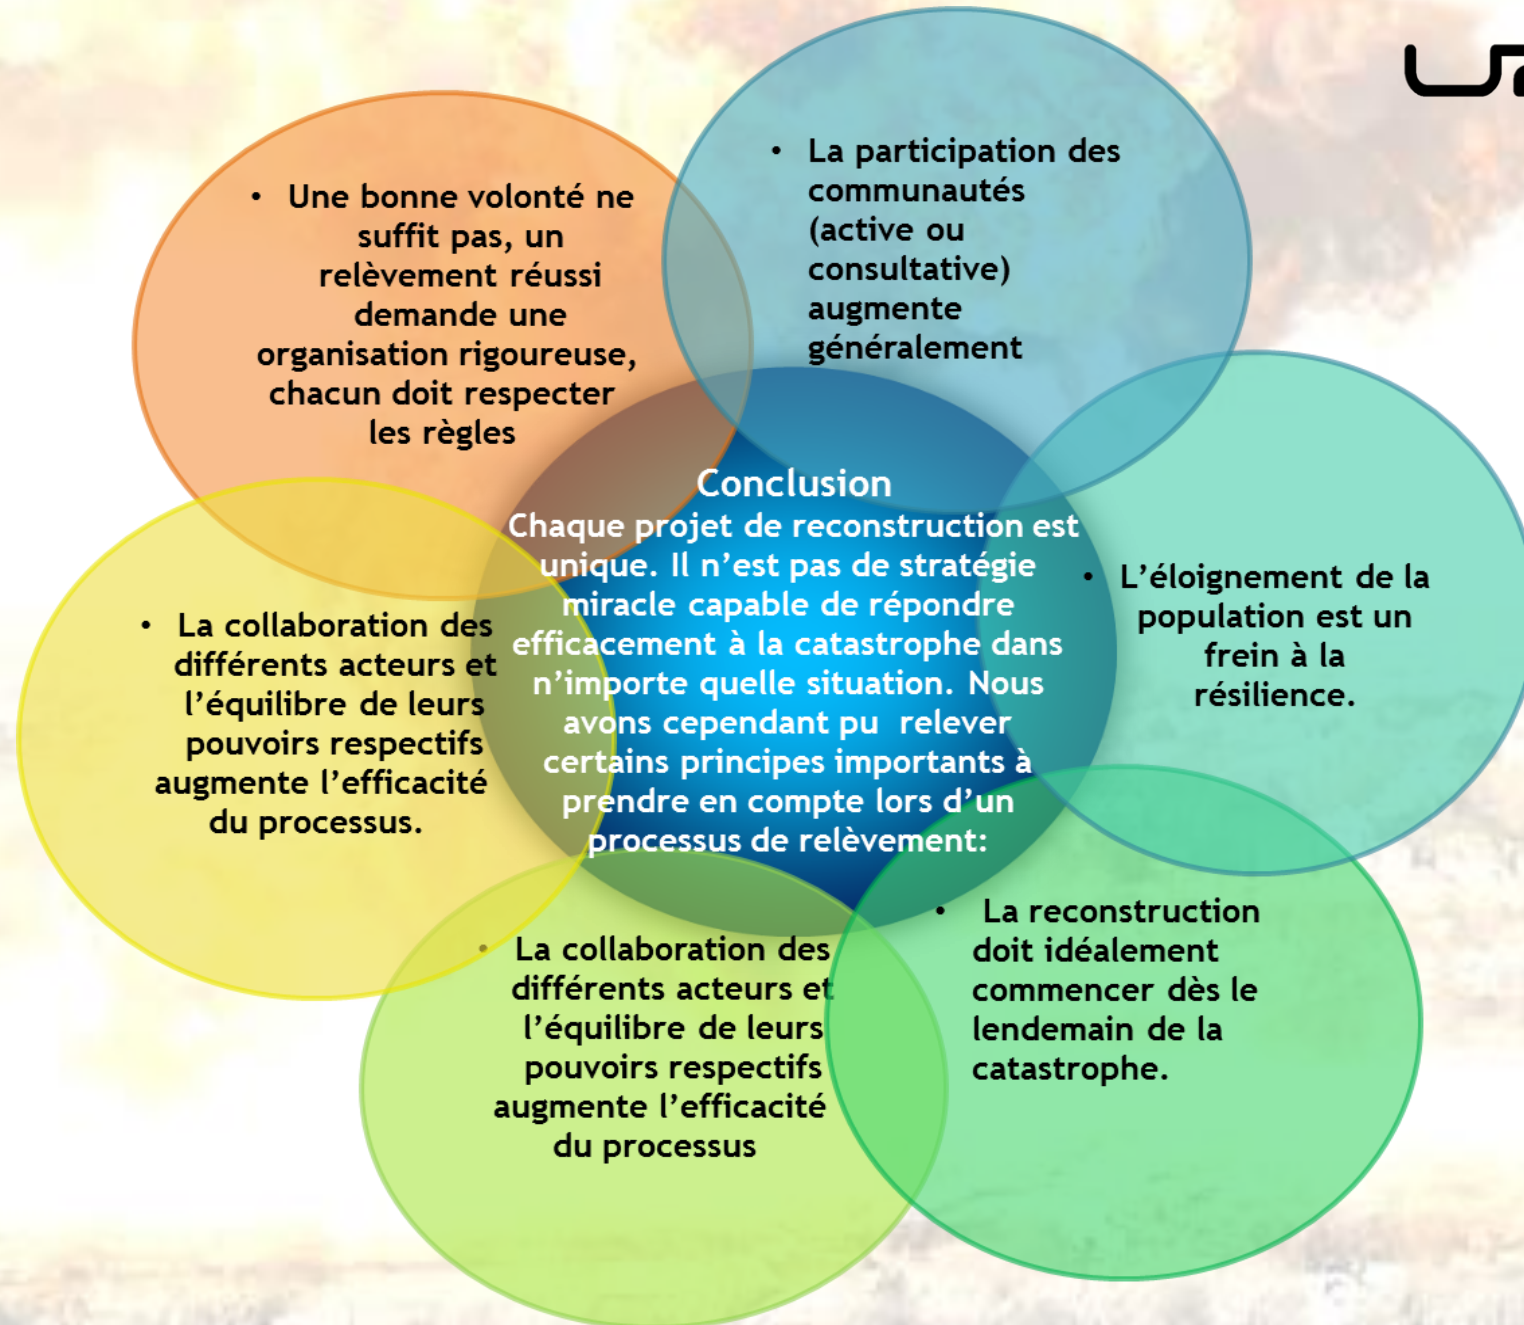 • La participation des
communautés
(active ou
consultative)
augmente
généralement
• Une bonne volonté ne
suffit pas, un
relèvement réussi
demande une
organisation rigoureuse,
chacun doit respecter
les règles
Conclusion
Chaque projet de reconstruction est
unique. Il n’est pas de stratégie
miracle capable de répondre
efficacement à la catastrophe dans
n’importe quelle situation. Nous
avons cependant pu relever
certains principes importants à
prendre en compte lors d’un
processus de relèvement:
• L’éloignement de la
population est un
frein à la
résilience.
• La collaboration des
différents acteurs et
l’équilibre de leurs
pouvoirs respectifs
augmente l’efficacité
du processus.
• La reconstruction
doit idéalement
commencer dès le
lendemain de la
catastrophe.
• La collaboration des
différents acteurs et
l’équilibre de leurs
pouvoirs respectifs
augmente l’efficacité
du processus